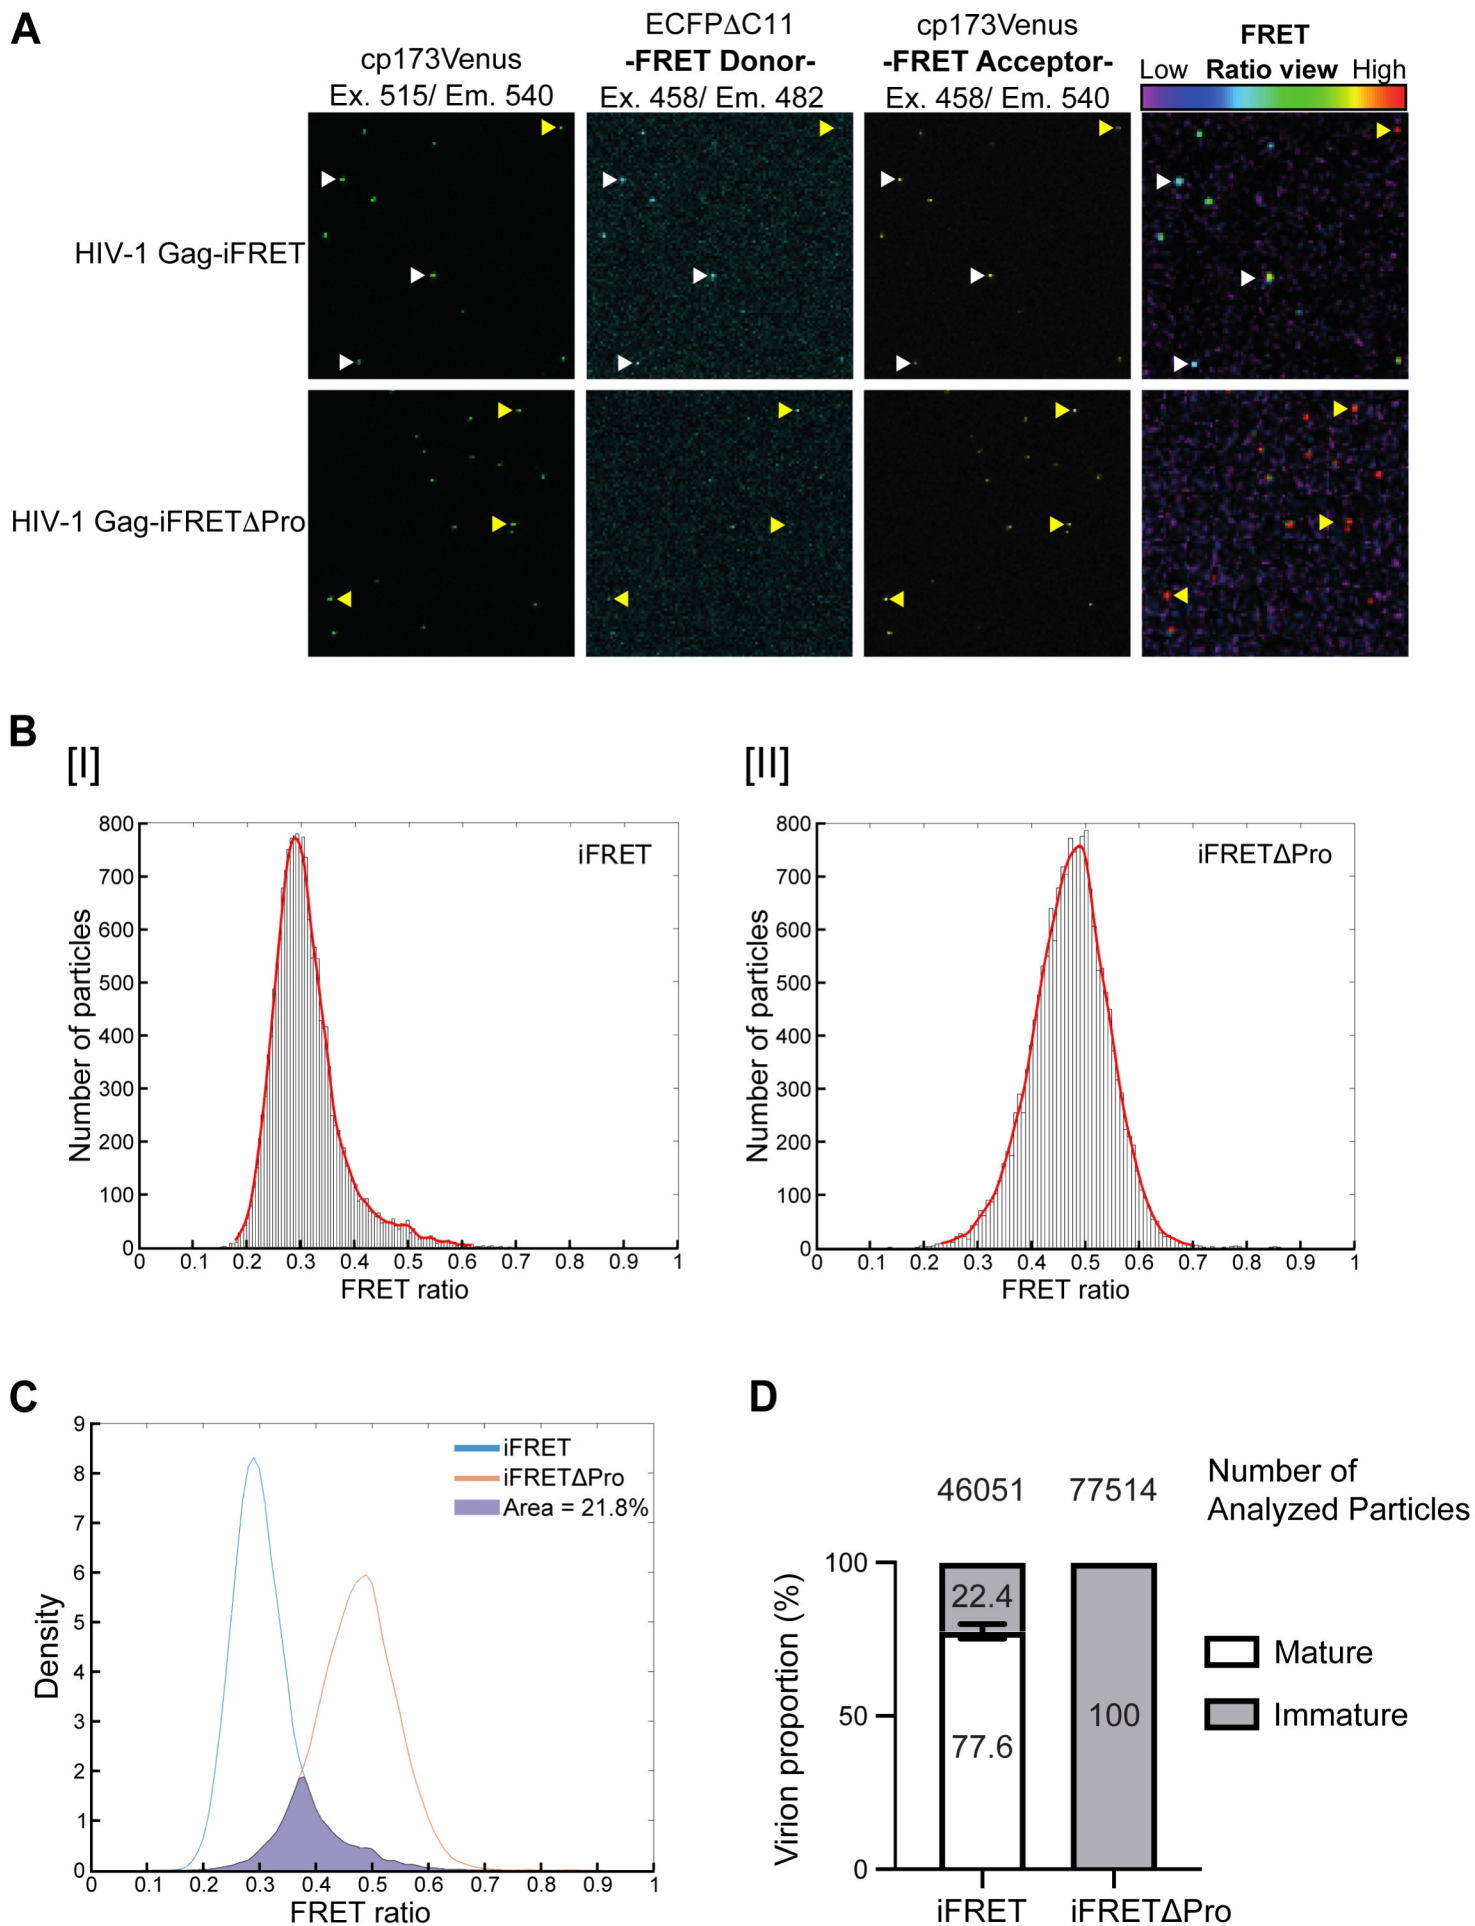 A
cp173Venus
Ex. 515/ Em. 540
ECFPΔC11
-FRET Donor-
Ex. 458/ Em. 482
cp173Venus
-FRET Acceptor-
Ex. 458/ Em. 540
FRET
Low Ratio view High
HIV-1 Gag-iFRET
HIV-1 Gag-iFRETΔPro
B
[I]
iFRET
Number of particles
800
700
600
500
400
300
200
100
0
0 0.1 0.2 0.3 0.4 0.5 0.6 0.7 0.8 0.9 1
FRET ratio
[II]
iFRETΔPro
Number of particles
800
700
600
500
400
300
200
100
0
0 0.1 0.2 0.3 0.4 0.5 0.6 0.7 0.8 0.9 1
FRET ratio
C
iFRET
iFRETΔPro
Area = 21.8%
Density
9
8
7
6
5
4
3
2
1
0
0 0.1 0.2 0.3 0.4 0.5 0.6 0.7 0.8 0.9 1
FRET ratio
D
46051 77514
Number of
Analyzed Particles
Virion proportion (%)
100
50
0
22.4
77.6
100
Mature
Immature
iFRET iFRETΔPro